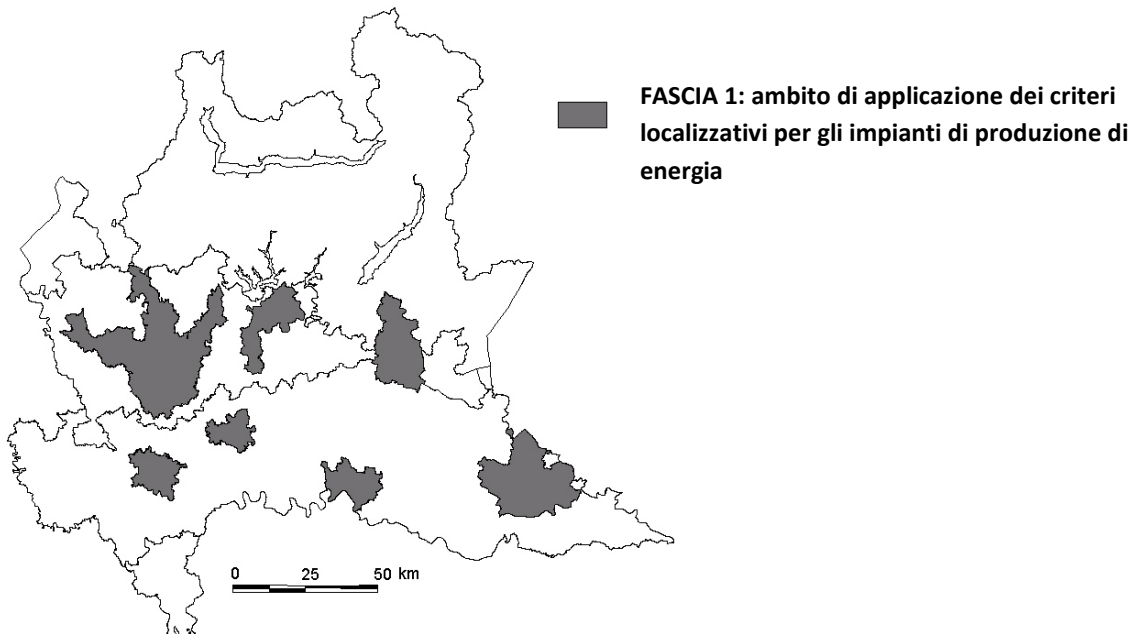 FASCIA 1: ambito di applicazione dei criteri
localizzativi per gli impianti di produzione di
energia
0 25 50 km